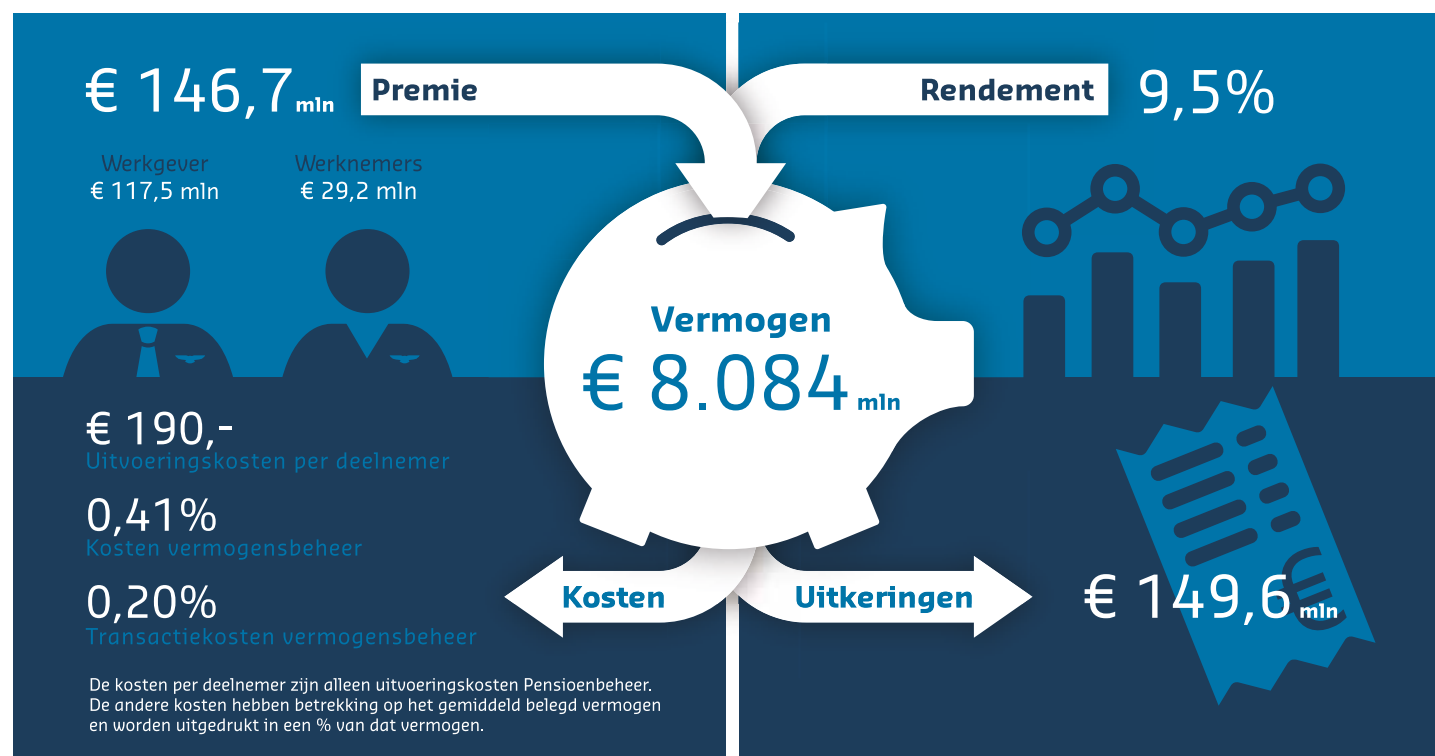 € 146,7 mln
Premie
Rendement
9,5%
Werkgever
€ 117,5 mln
Werknemers
€ 29,2 mln
Vermogen
€ 8.084 mln
€ 190,-
Uitvoeringskosten per deelnemer
0,41%
Kosten vermogensbeheer
0,20%
Transactiekosten vermogensbeheer
Kosten
Uitkeringen
€ 149,6 mln
De kosten per deelnemer zijn alleen uitvoeringskosten Pensioenbeheer.
De andere kosten hebben betrekking op het gemiddeld belegd vermogen
en worden uitgedrukt in een % van dat vermogen.